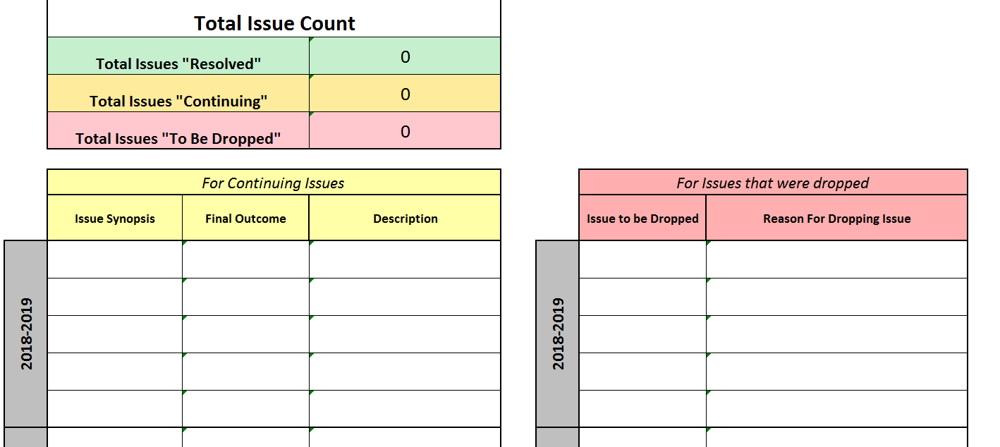 Total Issue Count
Total Issues "Resolved" 0
Total Issues "Continuing" 0
Total Issues "To Be Dropped" 0
For Continuing Issues
Issue Synopsis Final Outcome Description
2018-2019
For Issues that were dropped
Issue to be Dropped Reason For Dropping Issue
2018-2019